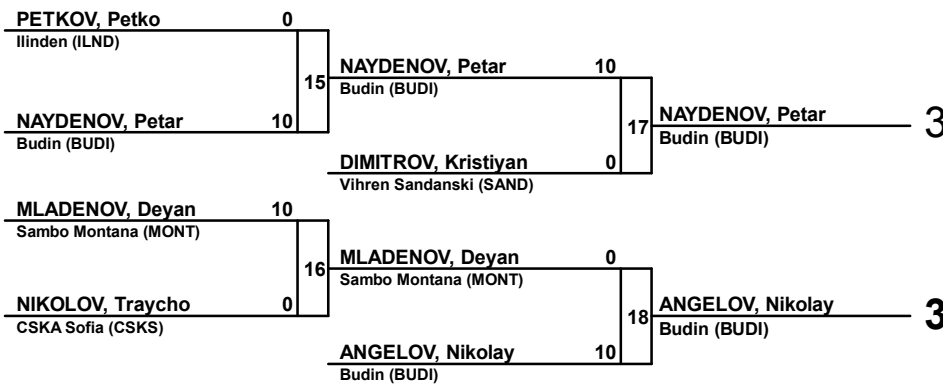 PETKOV, Petko 0
Ilinden (ILND)
15
NAYDENOV, Petar 10
Budin (BUDI)
NAYDENOV, Petar 10
Budin (BUDI)
17
NAYDENOV, Petar 3
Budin (BUDI)
DIMITROV, Kristiyan 0
Vihren Sandanski (SAND)
MLADENOV, Deyan 10
Sambo Montana (MONT)
16
MLADENOV, Deyan 0
Sambo Montana (MONT)
NIKOLOV, Traycho 0
CSKA Sofia (CSKS)
18
ANGELOV, Nikolay 3
Budin (BUDI)
ANGELOV, Nikolay 10
Budin (BUDI)